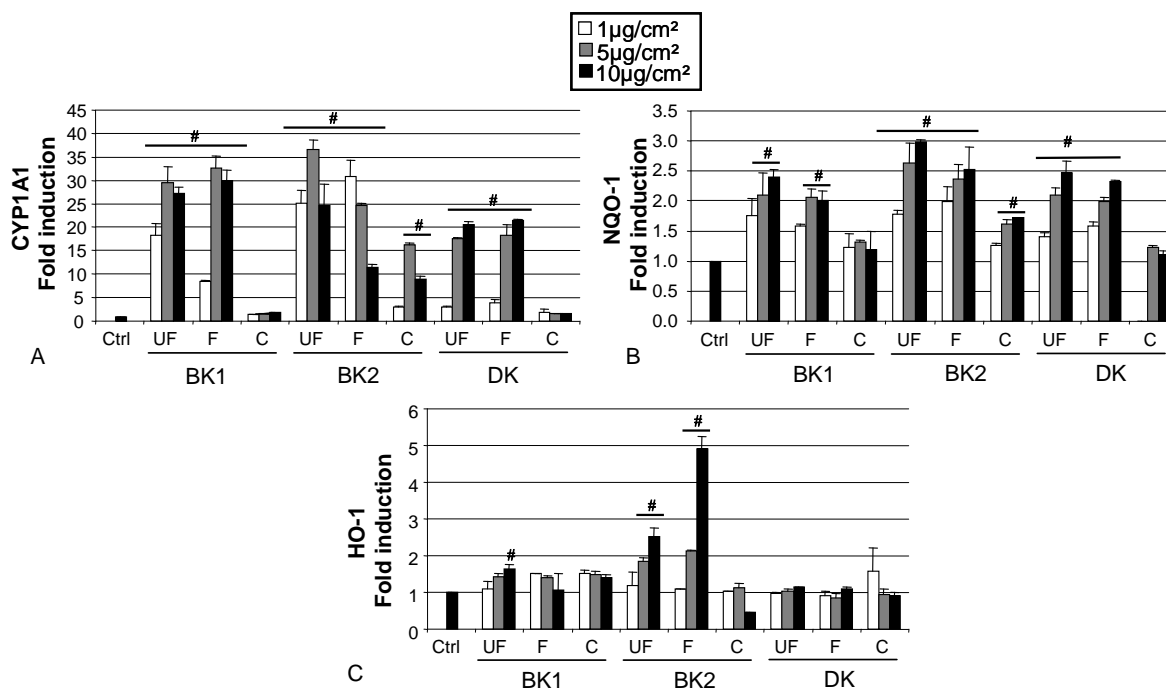 1µg/cm²
5µg/cm²
10µg/cm²
CYP1A1
Fold induction
45
40
35
30
25
20
15
10
5
0
# # # #
Ctrl UF F C UF F C UF F C
BK1 BK2 DK
A
NQO-1
Fold induction
3.5
3.0
2.5
2.0
1.5
1.0
0.5
0.0
# # # # #
Ctrl UF F C UF F C UF F C
BK1 BK2 DK
B
HO-1
Fold induction
6
5
4
3
2
1
0
# # #
Ctrl UF F C UF F C UF F C
BK1 BK2 DK
C